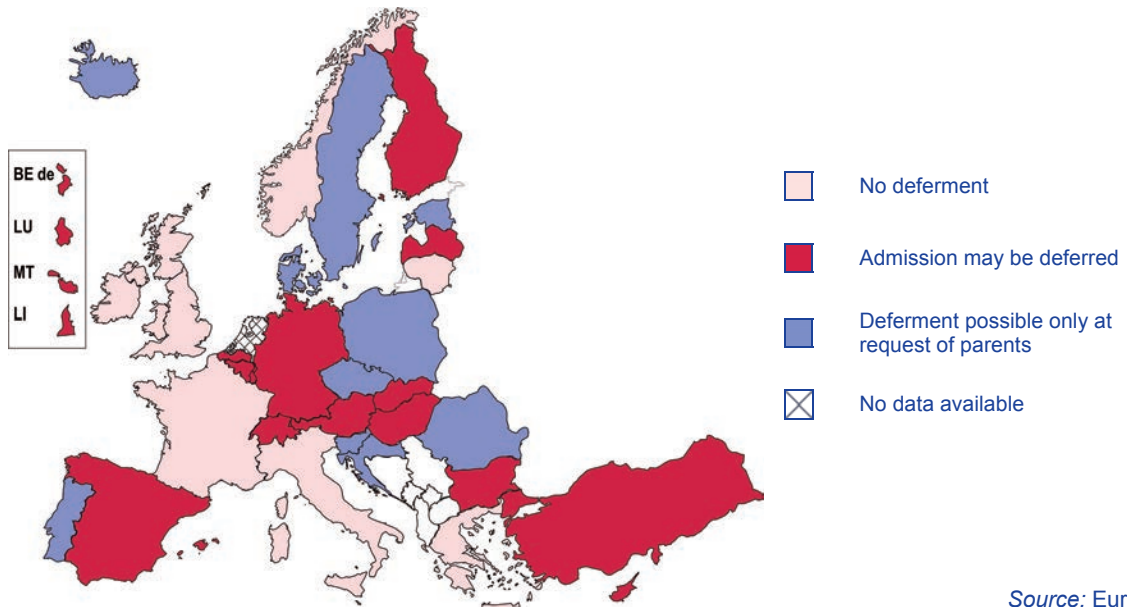 BE de
LU
MT
LI
No deferment
Admission may be deferred
Deferment possible only at
request of parents
No data available
Source: Eur